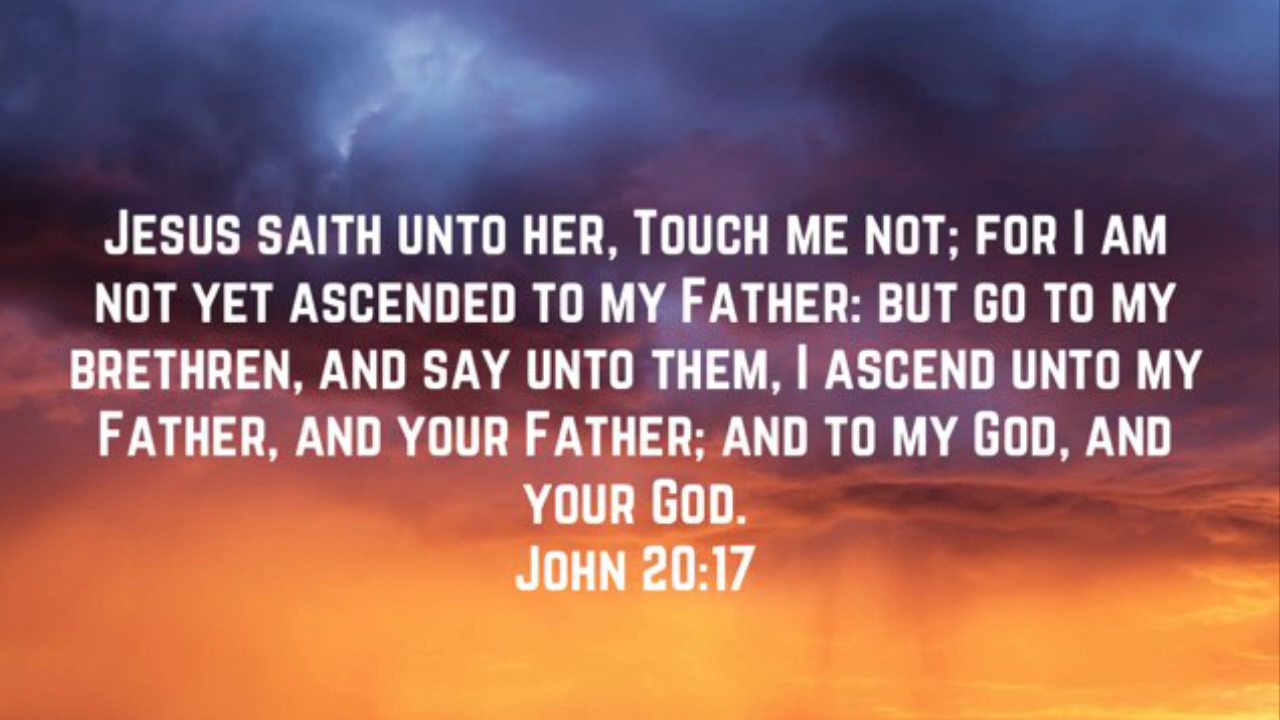 Jesus saith unto her, Touch me not; for I am
not yet ascended to my Father: but go to my
brethren, and say unto them, I ascend unto my
Father, and your Father; and to my God, and
your God.
John 20:17